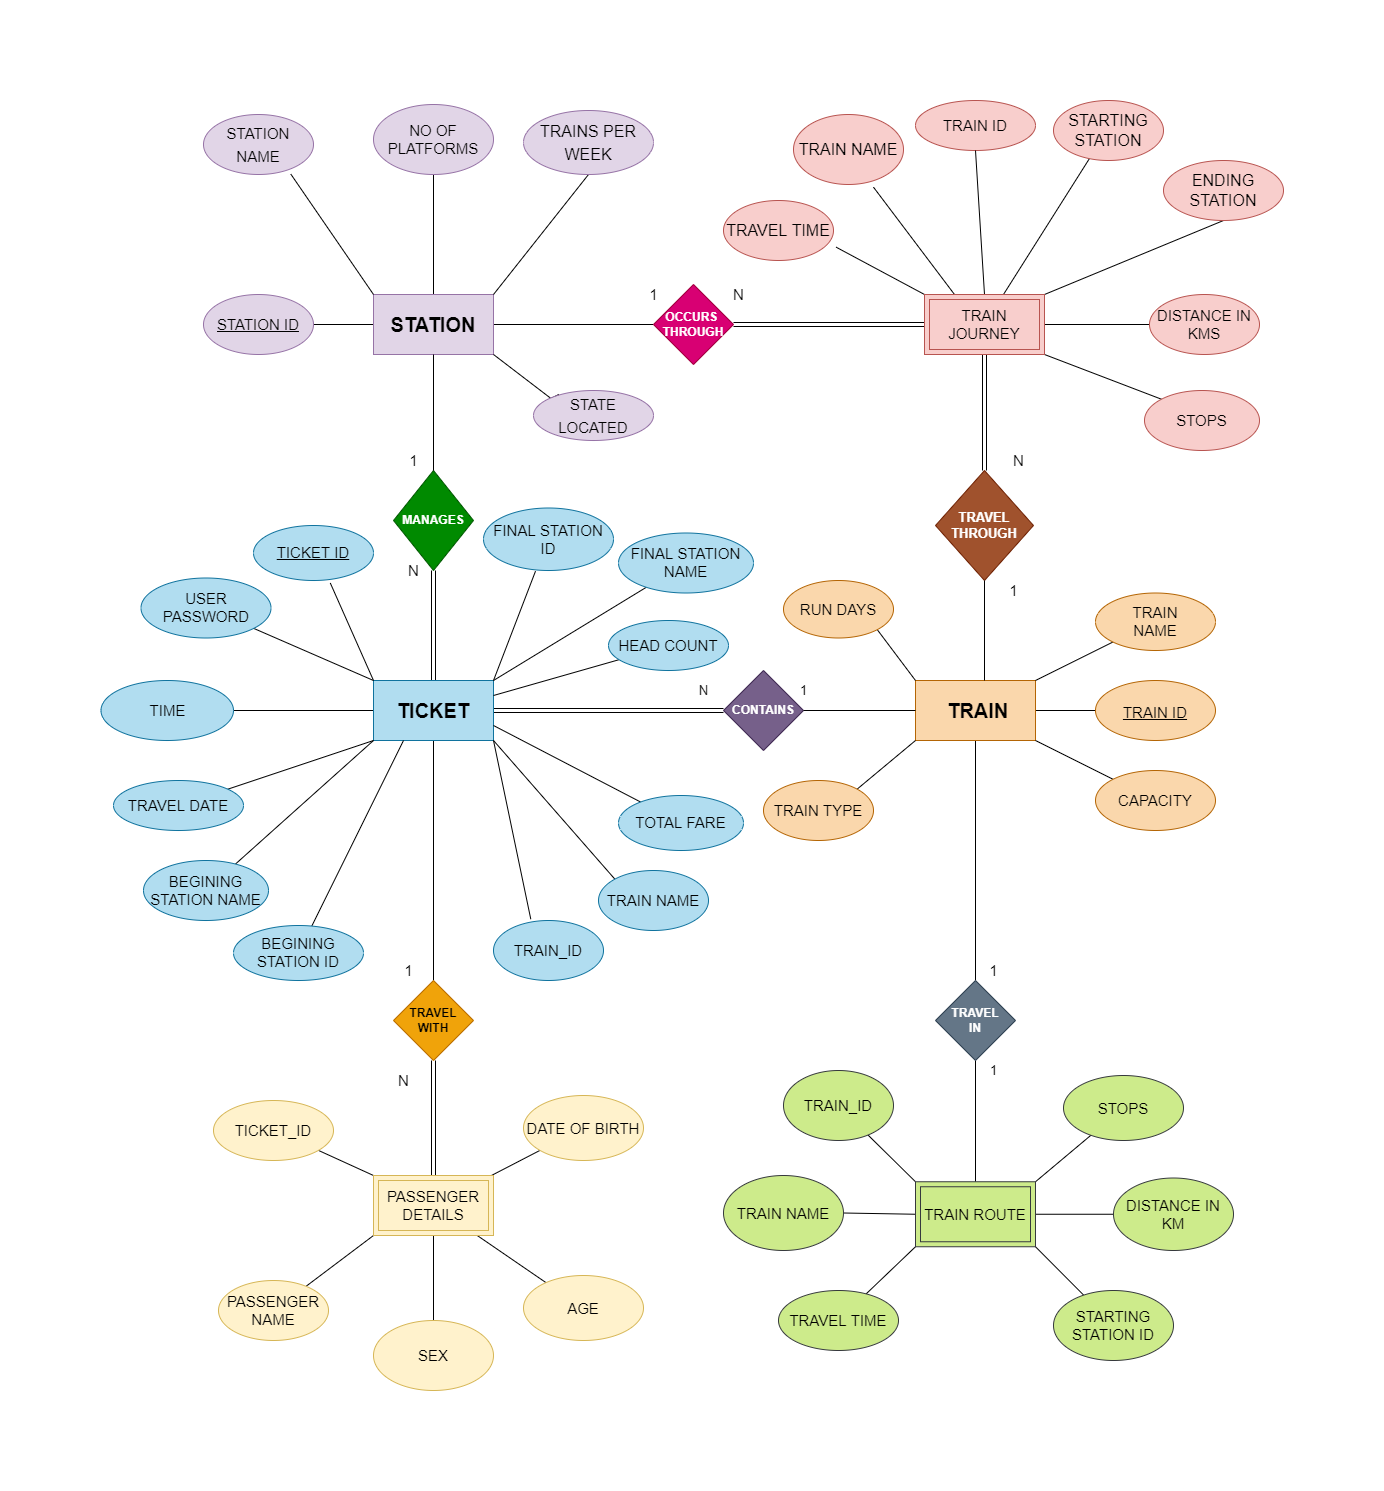 STATION
NAME
NO OF
PLATFORMS
TRAINS PER
WEEK
STATION ID
STATION
STATE
LOCATED
TRAVEL TIME
TRAIN NAME
TRAIN ID
STARTING
STATION
ENDING
STATION
1
N
OCCURS
THROUGH
TRAIN
JOURNEY
DISTANCE IN
KMS
STOPS
1
MANAGES
N
N
TRAVEL
THROUGH
1
TICKET ID
USER
PASSWORD
TIME
FINAL STATION
ID
FINAL STATION
NAME
HEAD COUNT
TICKET
N
CONTAINS
1
RUN DAYS
TRAIN
NAME
TRAIN
TRAIN ID
TRAIN TYPE
CAPACITY
TRAVEL DATE
BEGINING
STATION NAME
BEGINING
STATION ID
TOTAL FARE
TRAIN NAME
TRAIN_ID
1
TRAVEL
WITH
N
1
TRAVEL
IN
1
TICKET_ID
DATE OF BIRTH
PASSENGER
DETAILS
PASSENGER
NAME
SEX
AGE
TRAIN_ID
STOPS
TRAIN NAME
TRAIN ROUTE
DISTANCE IN
KM
TRAVEL TIME
STARTING
STATION ID